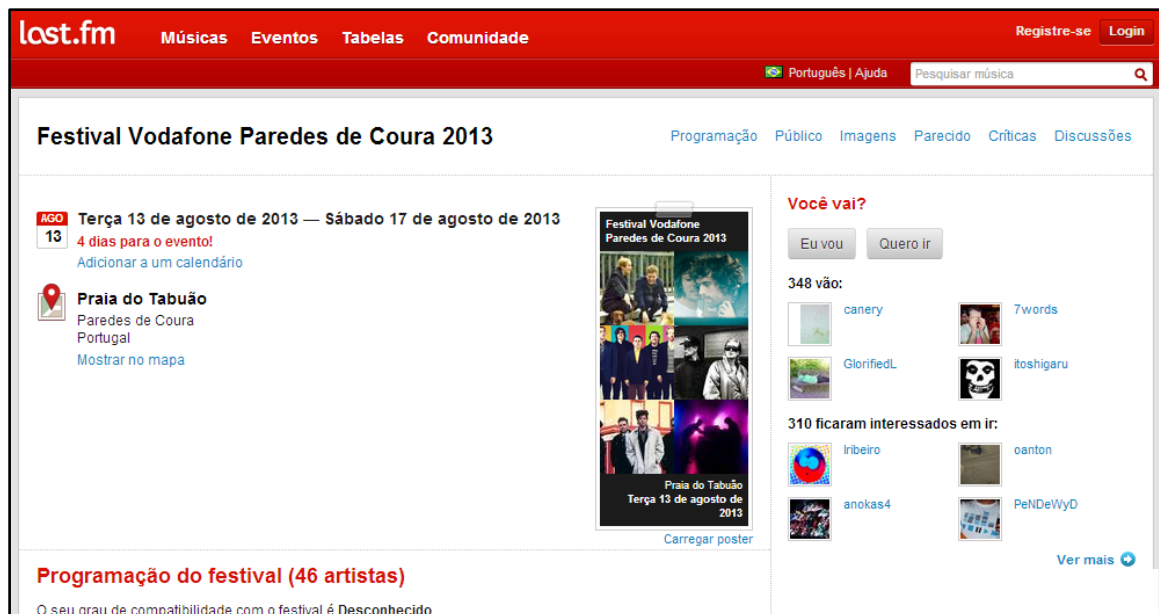 last.fm Músicas Eventos Tabelas Comunidade Registre-se Login
Português | Ajuda Pesquisar música
Festival Vodafone Paredes de Coura 2013 Programação Público Imagens Parecido Críticas Discussões
AGO
13
Terça 13 de agosto de 2013 — Sábado 17 de agosto de 2013
4 dias para o evento!
Adicionar a um calendário
Praia do Tabuão
Paredes de Coura
Portugal
Mostrar no mapa
Festival Vodafone
Paredes de Coura 2013
Praia do Tabuão
Terça 13 de agosto de
2013
Carregar poster
Você vai?
Eu vou Quero ir
348 vão:
canery 7words
GlorifiedL itoshigaru
310 ficaram interessados em ir:
lribeiro oanton
anokas4 PeNDeWyD
Ver mais
Programação do festival (46 artistas)
O seu grau de compatibilidade com o festival é Desconhecido